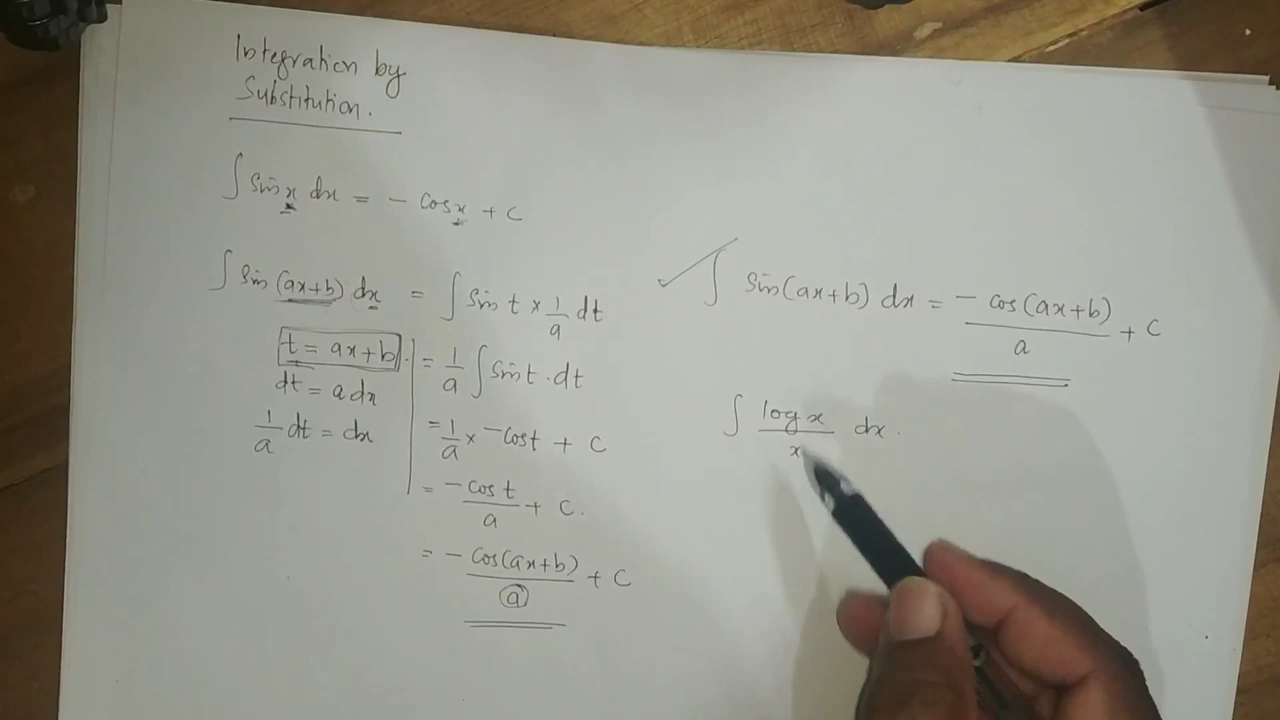 Integration by
Substitution.
∫ sin x dx = - cos x + c
∫ sin (ax+b) dx = ∫ sin t × 1/a dt
t = ax+b
dt = a dx
1/a dt = dx
= 1/a ∫ sin t . dt
= 1/a × -cos t + c
= -cos t / a + c.
= -cos(ax+b) / a + c
∫ sin(ax+b) dx = -cos(ax+b) / a + c
∫ log x / x dx.